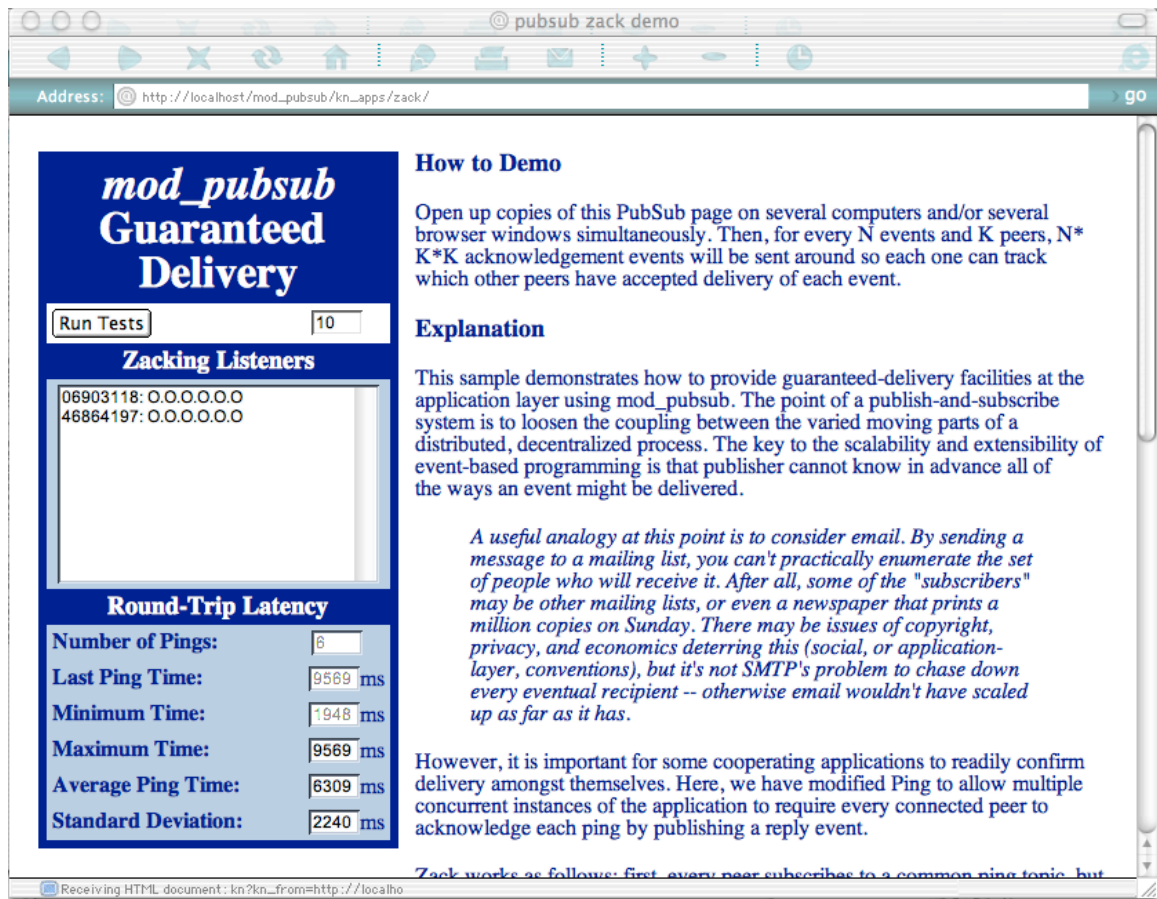 pubsub zack demo
Address: http://localhost/mod_pubsub/kn_apps/zack/ go
mod_pubsub
Guaranteed
Delivery
Run Tests 10
Zacking Listeners
06903118: O.O.O.O.O.O
46864197: O.O.O.O.O.O
Round-Trip Latency
Number of Pings: 6
Last Ping Time: 9569 ms
Minimum Time: 1948 ms
Maximum Time: 9569 ms
Average Ping Time: 6309 ms
Standard Deviation: 2240 ms
How to Demo
Open up copies of this PubSub page on several computers and/or several
browser windows simultaneously. Then, for every N events and K peers, N*
K*K acknowledgement events will be sent around so each one can track
which other peers have accepted delivery of each event.
Explanation
This sample demonstrates how to provide guaranteed-delivery facilities at the
application layer using mod_pubsub. The point of a publish-and-subscribe
system is to loosen the coupling between the varied moving parts of a
distributed, decentralized process. The key to the scalability and extensibility of
event-based programming is that publisher cannot know in advance all of
the ways an event might be delivered.
A useful analogy at this point is to consider email. By sending a
message to a mailing list, you can't practically enumerate the set
of people who will receive it. After all, some of the "subscribers"
may be other mailing lists, or even a newspaper that prints a
million copies on Sunday. There may be issues of copyright,
privacy, and economics deterring this (social, or application-
layer, conventions), but it's not SMTP's problem to chase down
every eventual recipient -- otherwise email wouldn't have scaled
up as far as it has.
However, it is important for some cooperating applications to readily confirm
delivery amongst themselves. Here, we have modified Ping to allow multiple
concurrent instances of the application to require every connected peer to
acknowledge each ping by publishing a reply event.
Zack works as follows: first, every peer subscribes to a common ping topic, but
Receiving HTML document: kn?kn_from=http://localho